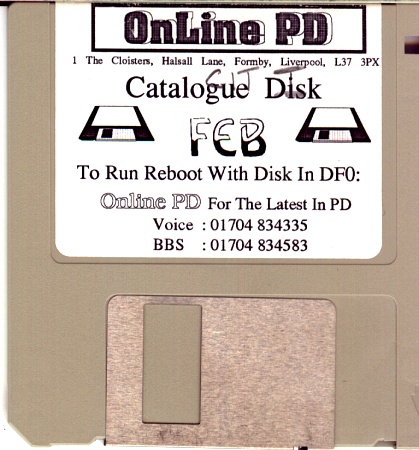 OnLine PD
1 The Cloisters, Halsall Lane, Formby, Liverpool, L37 3PX
Catalogue Disk
FEB
To Run Reboot With Disk In DF0:
Online PD For The Latest In PD
Voice : 01704 834335
BBS : 01704 834583